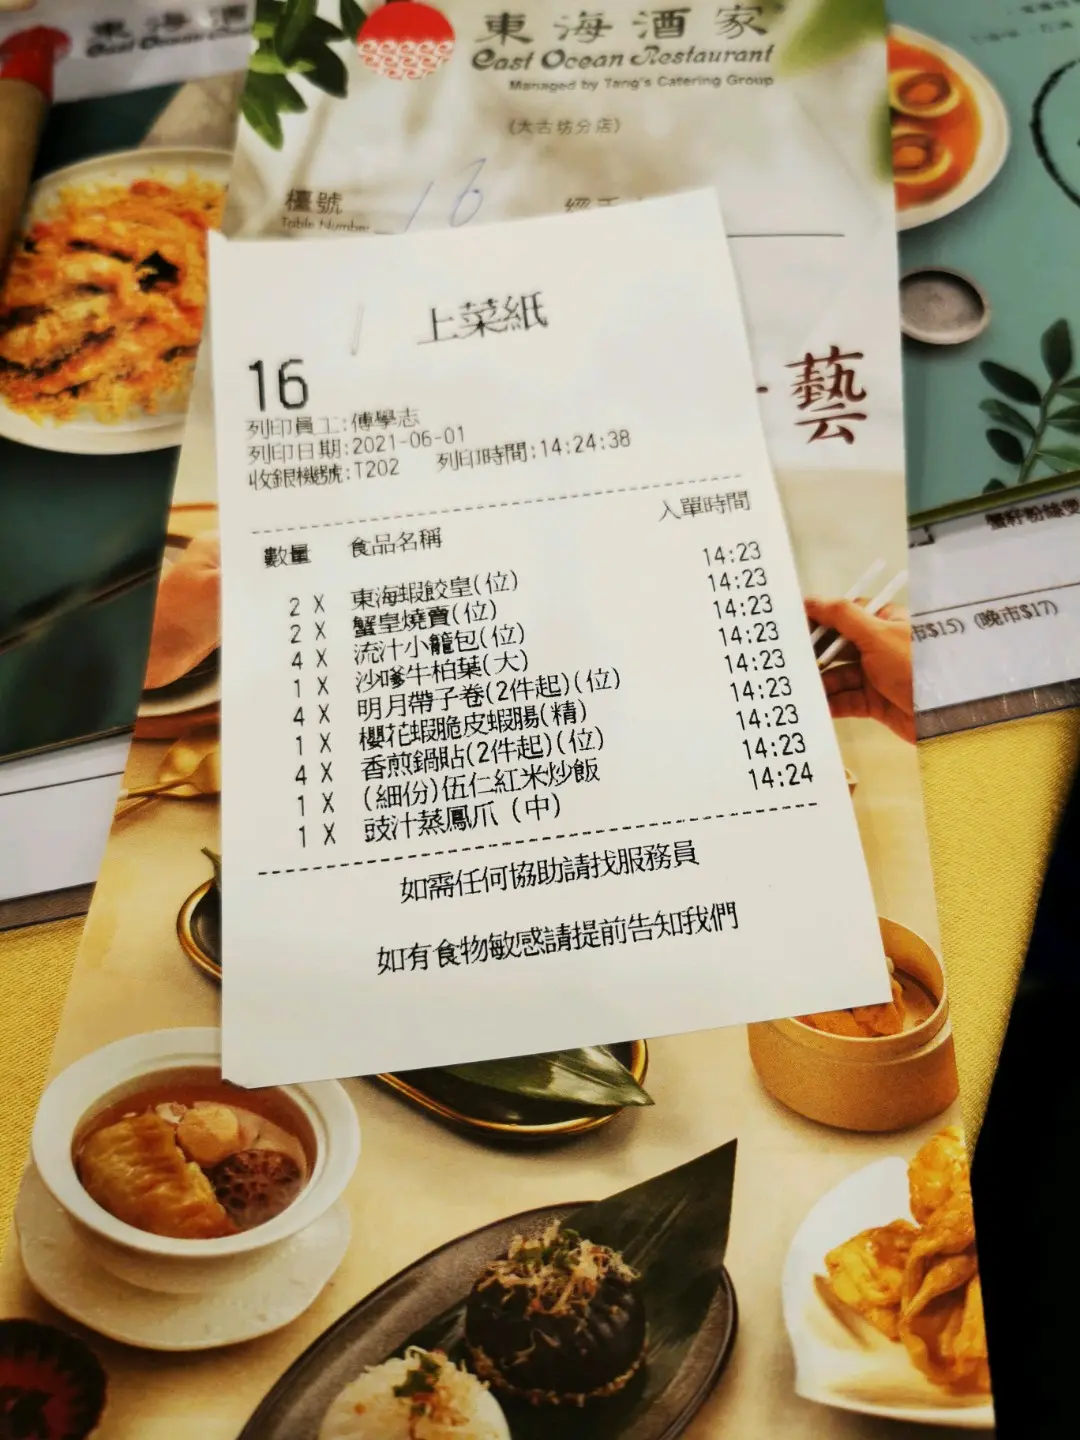 東海酒家
East Ocean Restaurant
Managed by Tang's Catering Group
(太古坊分店)
檯號
Table Number
16
藝
上菜紙
16
列印員工:傅學志
列印日期:2021-06-01
收銀機號:T202 列印時間:14:24:38
數量 食品名稱 入單時間
2 X 東海蝦餃皇(位) 14:23
2 X 蟹皇燒賣(位) 14:23
4 X 流汁小籠包(位) 14:23
1 X 沙嗲牛柏葉(大) 14:23
4 X 明月帶子卷(2件起)(位) 14:23
1 X 櫻花蝦脆皮蝦腸(精) 14:23
4 X 香煎鍋貼(2件起)(位) 14:23
1 X (細份)伍仁紅米炒飯 14:23
1 X 豉汁蒸鳳爪 (中) 14:24
如需任何協助請找服務員
如有食物敏感請提前告知我們
市$15) (晚市$17)